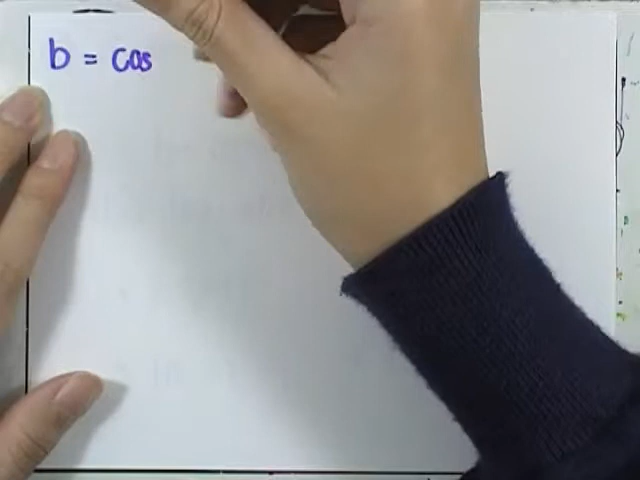 b = cos